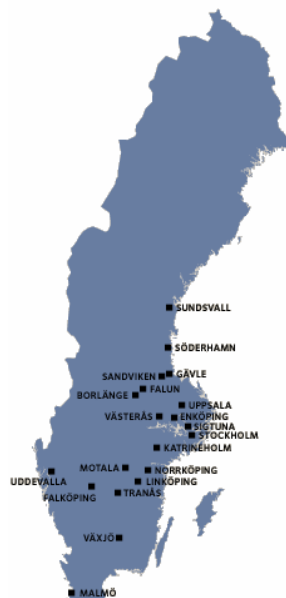 SUNDSVALL
SÖDERHAMN
GÄVLE
SANDVIKEN
FALUN
BORLÄNGE
UPPSALA
VÄSTERÅS
ENKÖPING
SIGTUNA
STOCKHOLM
KATRINEHOLM
MOTALA
NORRKÖPING
UDDEVALLA
LINKÖPING
FALKÖPING
TRANÅS
VÄXJÖ
MALMÖ